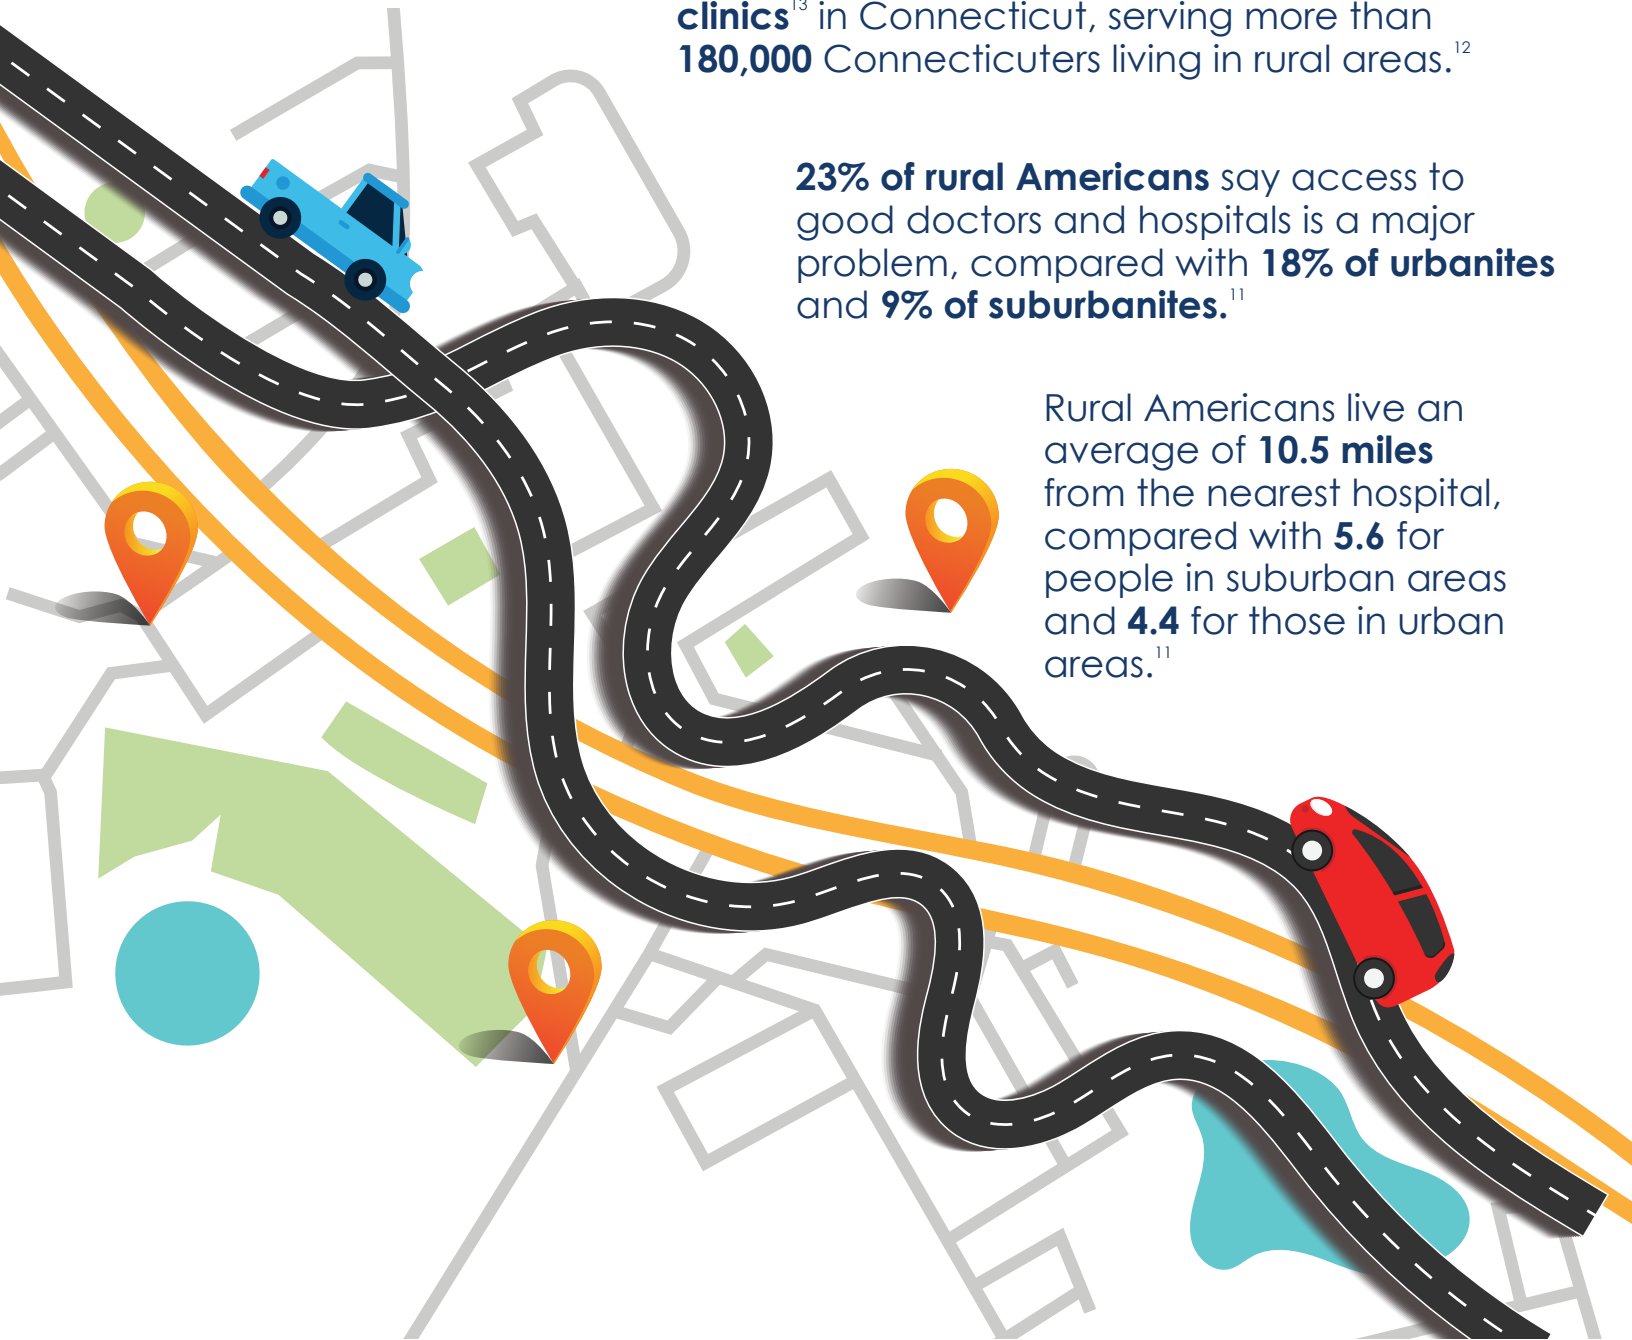 clinics¹³ in Connecticut, serving more than
180,000 Connecticuters living in rural areas.¹²
23% of rural Americans say access to
good doctors and hospitals is a major
problem, compared with 18% of urbanites
and 9% of suburbanites.¹¹
Rural Americans live an
average of 10.5 miles
from the nearest hospital,
compared with 5.6 for
people in suburban areas
and 4.4 for those in urban
areas.¹¹